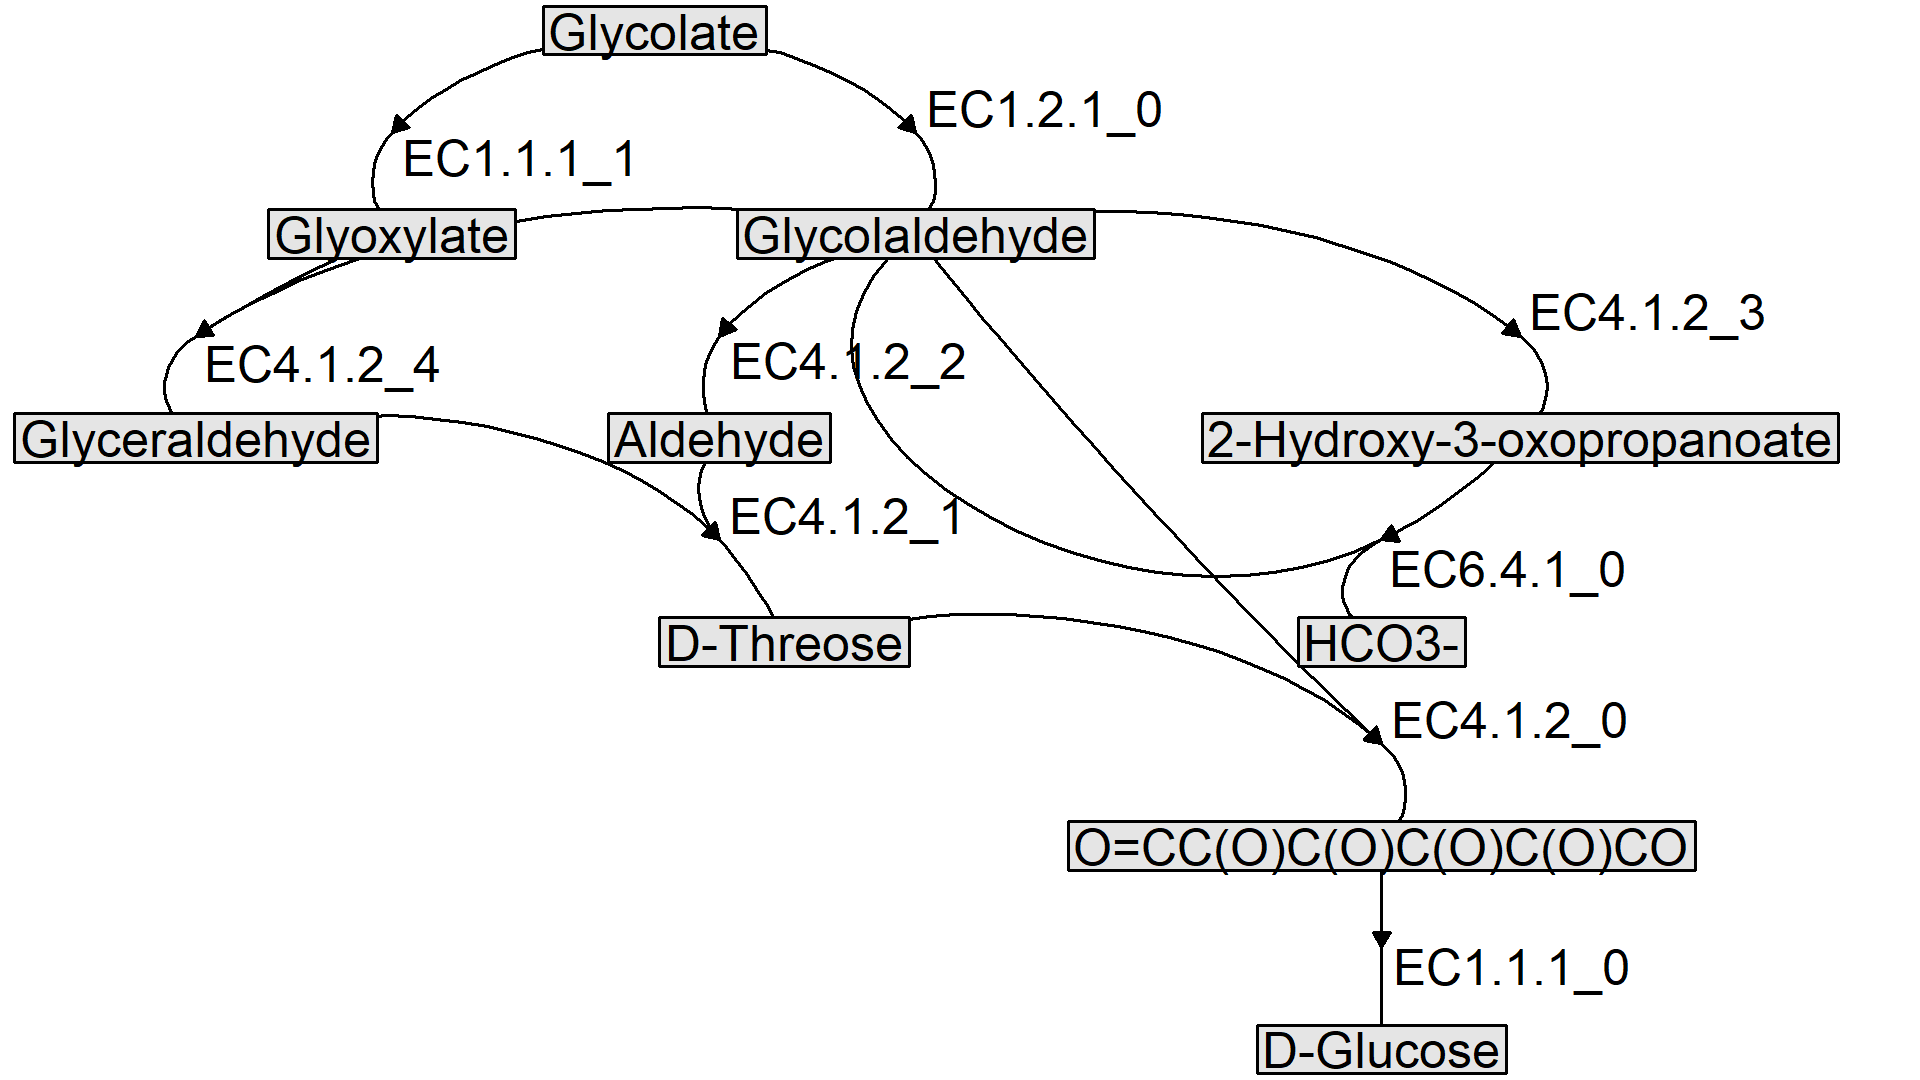 Glycolate
EC1.2.1_0
EC1.1.1_1
Glyoxylate
Glycolaldehyde
EC4.1.2_3
EC4.1.2_4
EC4.1.2_2
Glyceraldehyde
Aldehyde
2-Hydroxy-3-oxopropanoate
EC4.1.2_1
EC6.4.1_0
D-Threose
HCO3-
EC4.1.2_0
O=CC(O)C(O)C(O)C(O)CO
EC1.1.1_0
D-Glucose